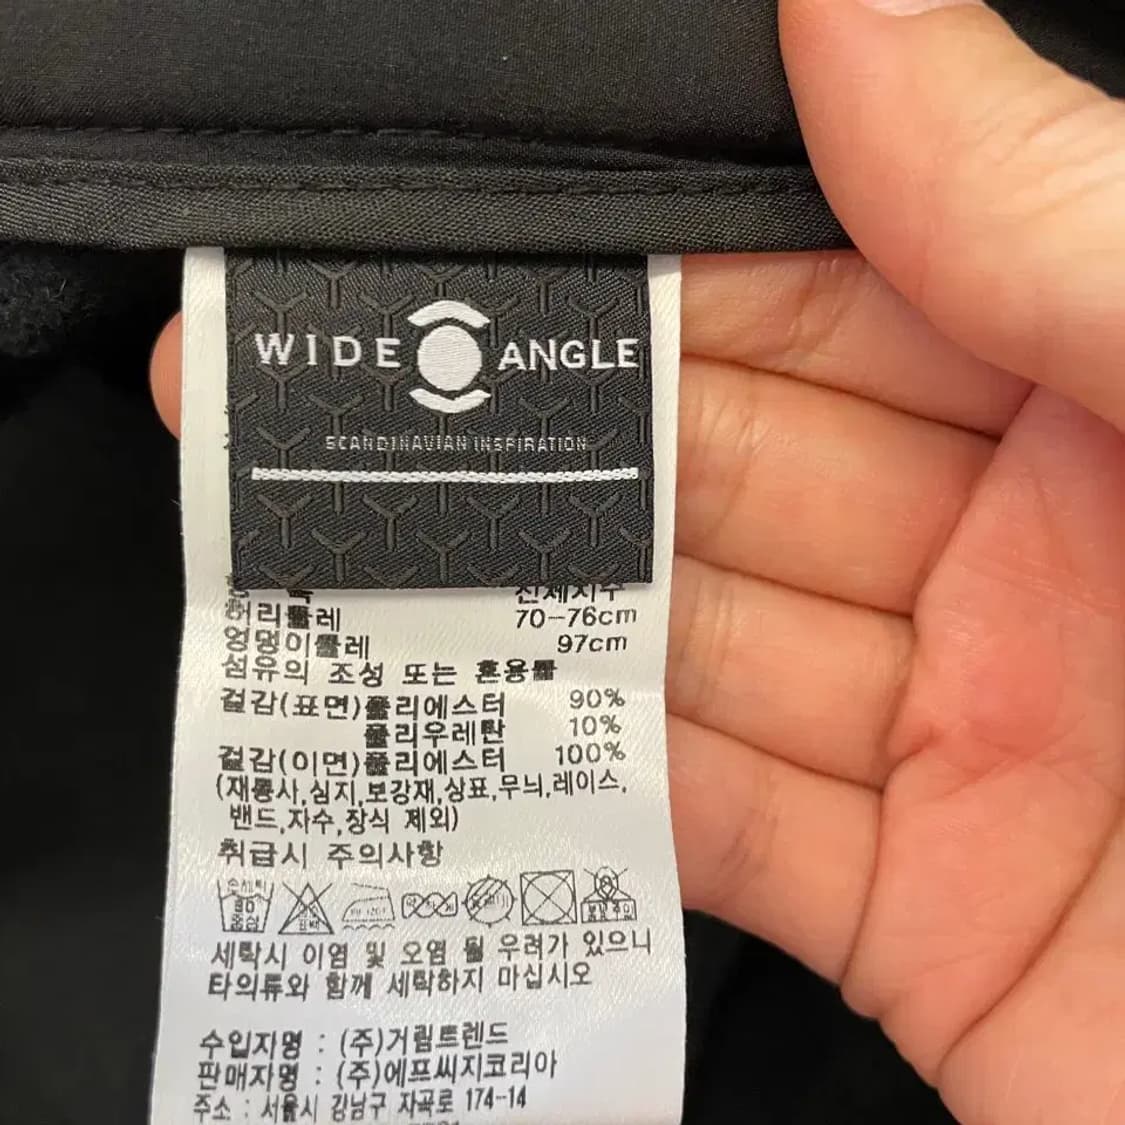 WIDE ANGLE
SCANDINAVIAN INSPIRATION
신체치수
허리둘레 70-76cm
엉덩이둘레 97cm
섬유의 조성 또는 혼용률
겉감(표면)폴리에스터 90%
폴리우레탄 10%
겉감(이면)폴리에스터 100%
(재봉사,심지,보강재,상표,무늬,레이스,
밴드,자수,장식 제외)
취급시 주의사항
세탁시 이염 및 오염 될 우려가 있으니
타의류와 함께 세탁하지 마십시오
수입자명 : (주)거림트렌드
판매자명 : (주)에프씨지코리아
주소 : 서울시 강남구 자곡로 174-14